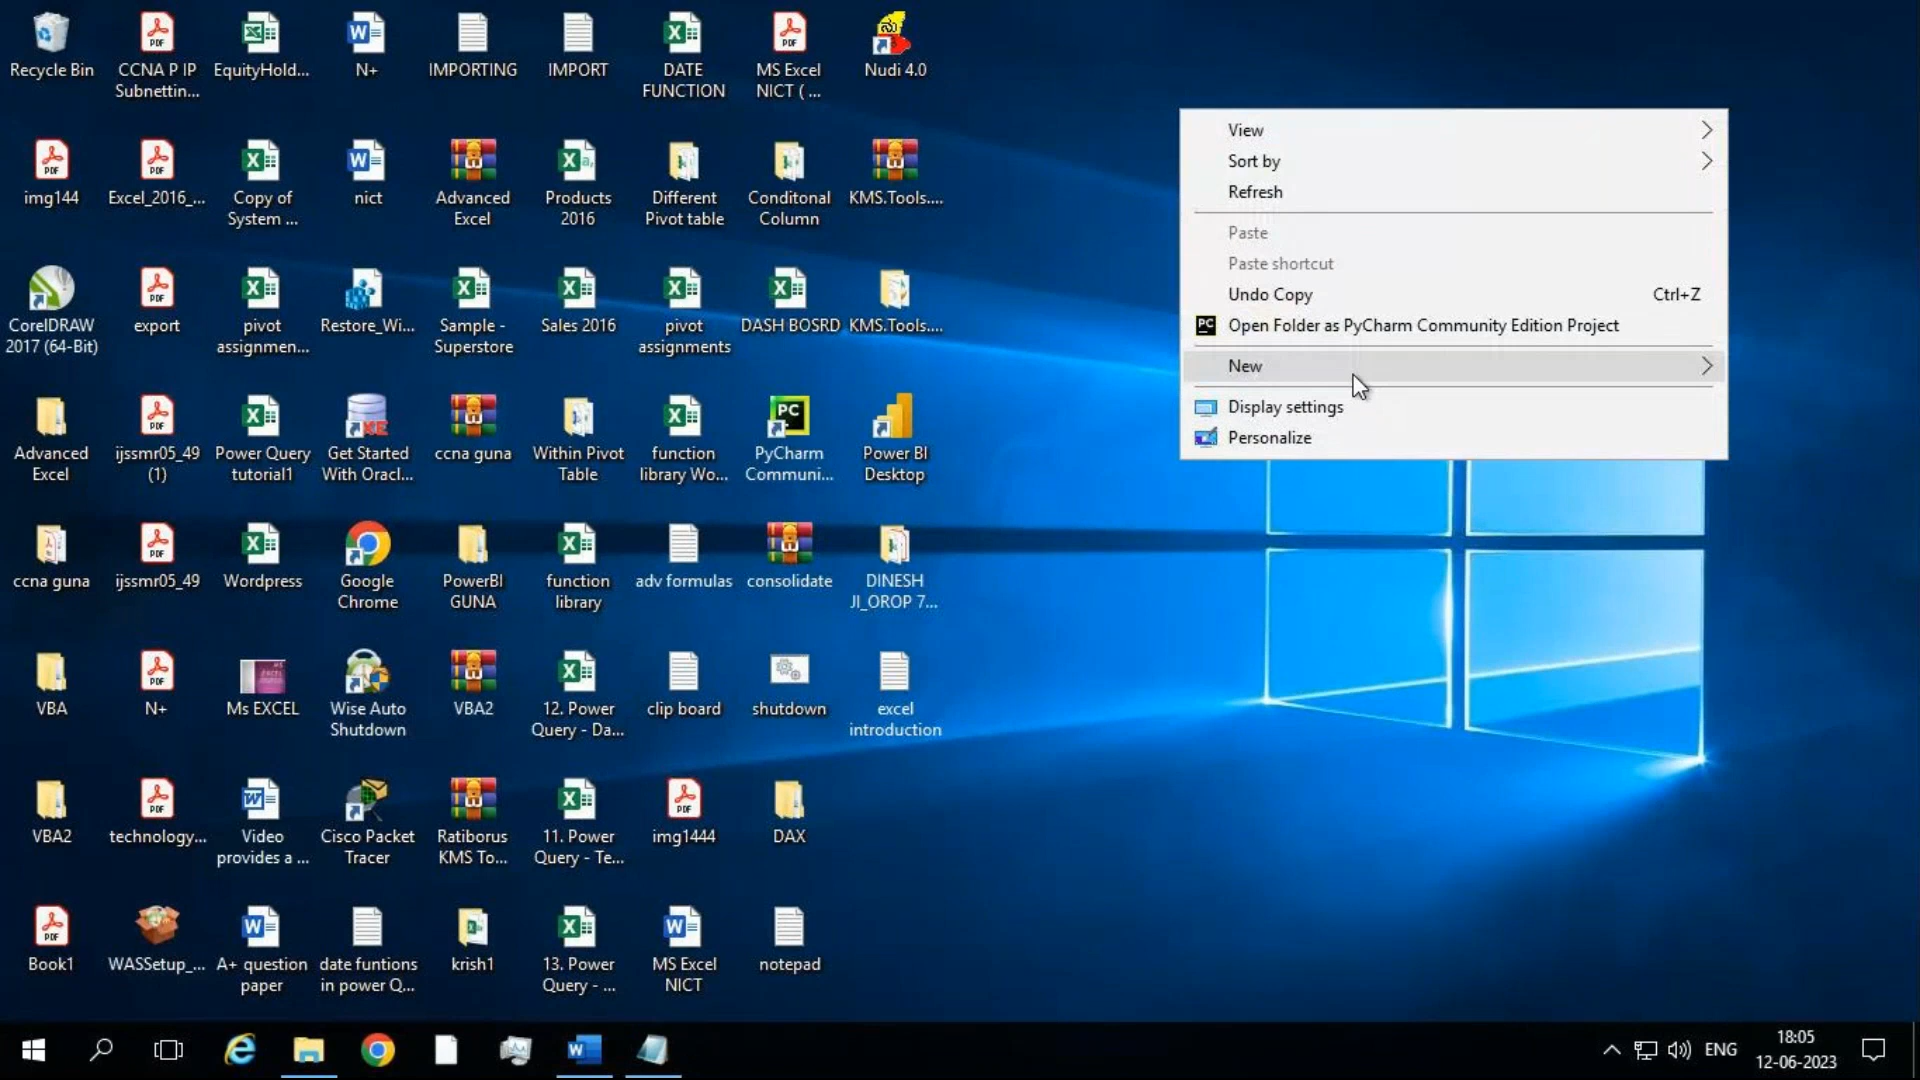 Recycle Bin
CCNA P IP
Subnettin...
EquityHold...
N+
IMPORTING
IMPORT
DATE
FUNCTION
MS Excel
NICT ( ...
Nudi 4.0
img144
Excel_2016_...
Copy of
System ...
nict
Advanced
Excel
Products
2016
Different
Pivot table
Conditonal
Column
KMS.Tools....
CorelDRAW
2017 (64-Bit)
export
pivot
assignmen...
Restore_Wi...
Sample -
Superstore
Sales 2016
pivot
assignments
DASH BOSRD
KMS.Tools....
Advanced
Excel
ijssmr05_49
(1)
Power Query
tutorial1
Get Started
With Oracl...
ccna guna
Within Pivot
Table
function
library Wo...
PyCharm
Communi...
Power BI
Desktop
ccna guna
ijssmr05_49
Wordpress
Google
Chrome
PowerBI
GUNA
function
library
adv formulas
consolidate
DINESH
JI_OROP 7...
VBA
N+
Ms EXCEL
Wise Auto
Shutdown
VBA2
12. Power
Query - Da...
clip board
shutdown
excel
introduction
VBA2
technology...
Video
provides a ...
Cisco Packet
Tracer
Ratiborus
KMS To...
11. Power
Query - Te...
img1444
DAX
Book1
WASSetup_...
A+ question
paper
date funtions
in power Q...
krish1
13. Power
Query - ...
MS Excel
NICT
notepad
View
Sort by
Refresh
Paste
Paste shortcut
Undo Copy Ctrl+Z
Open Folder as PyCharm Community Edition Project
New
Display settings
Personalize
ENG
18:05
12-06-2023